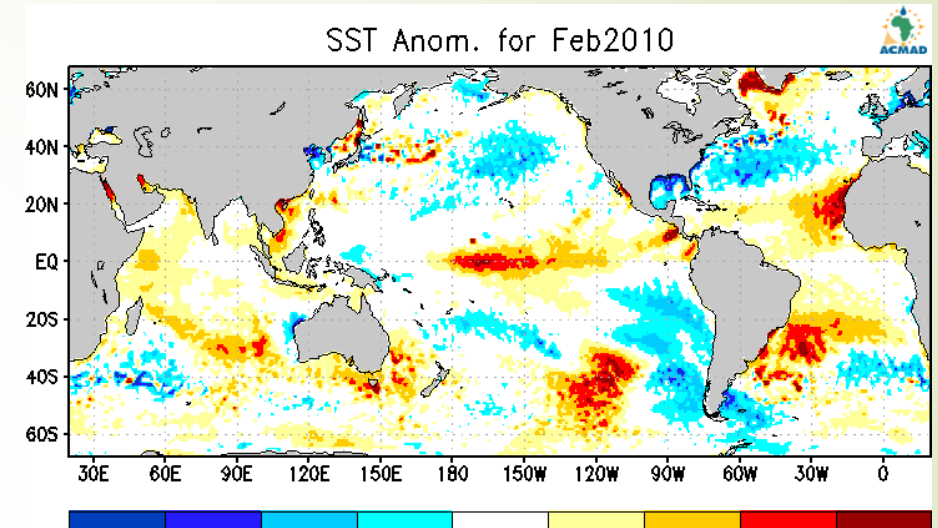 SST Anom. for Feb2010
ACMAD
60N
40N
20N
EQ
20S
40S
60S
30E 60E 90E 120E 150E 180 150W 120W 90W 60W 30W 0